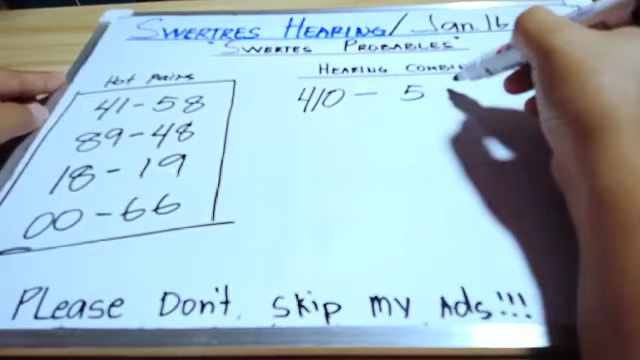 Swertres Hearing/Jan.16
"Swertes Probables"
Hot Pairs
41-58
89-48
18-19
00-66
Hearing
410- 5
Please Don't skip my Ads!!!